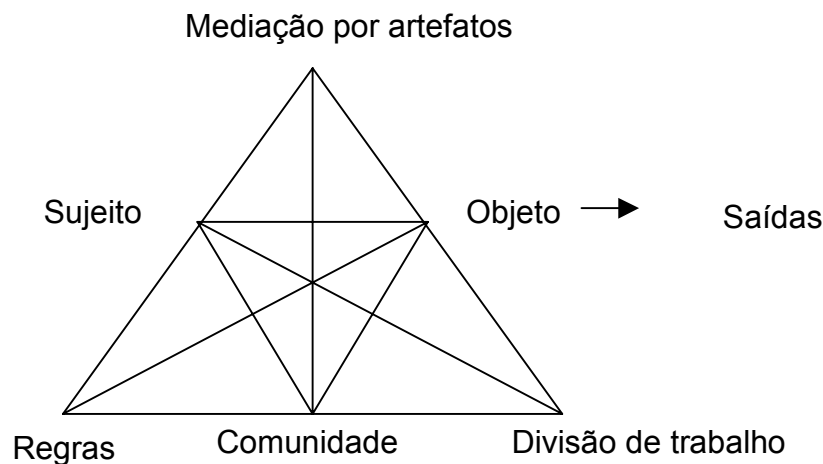 Mediação por artefatos
Sujeito
Objeto
Saídas
Regras
Comunidade
Divisão de trabalho